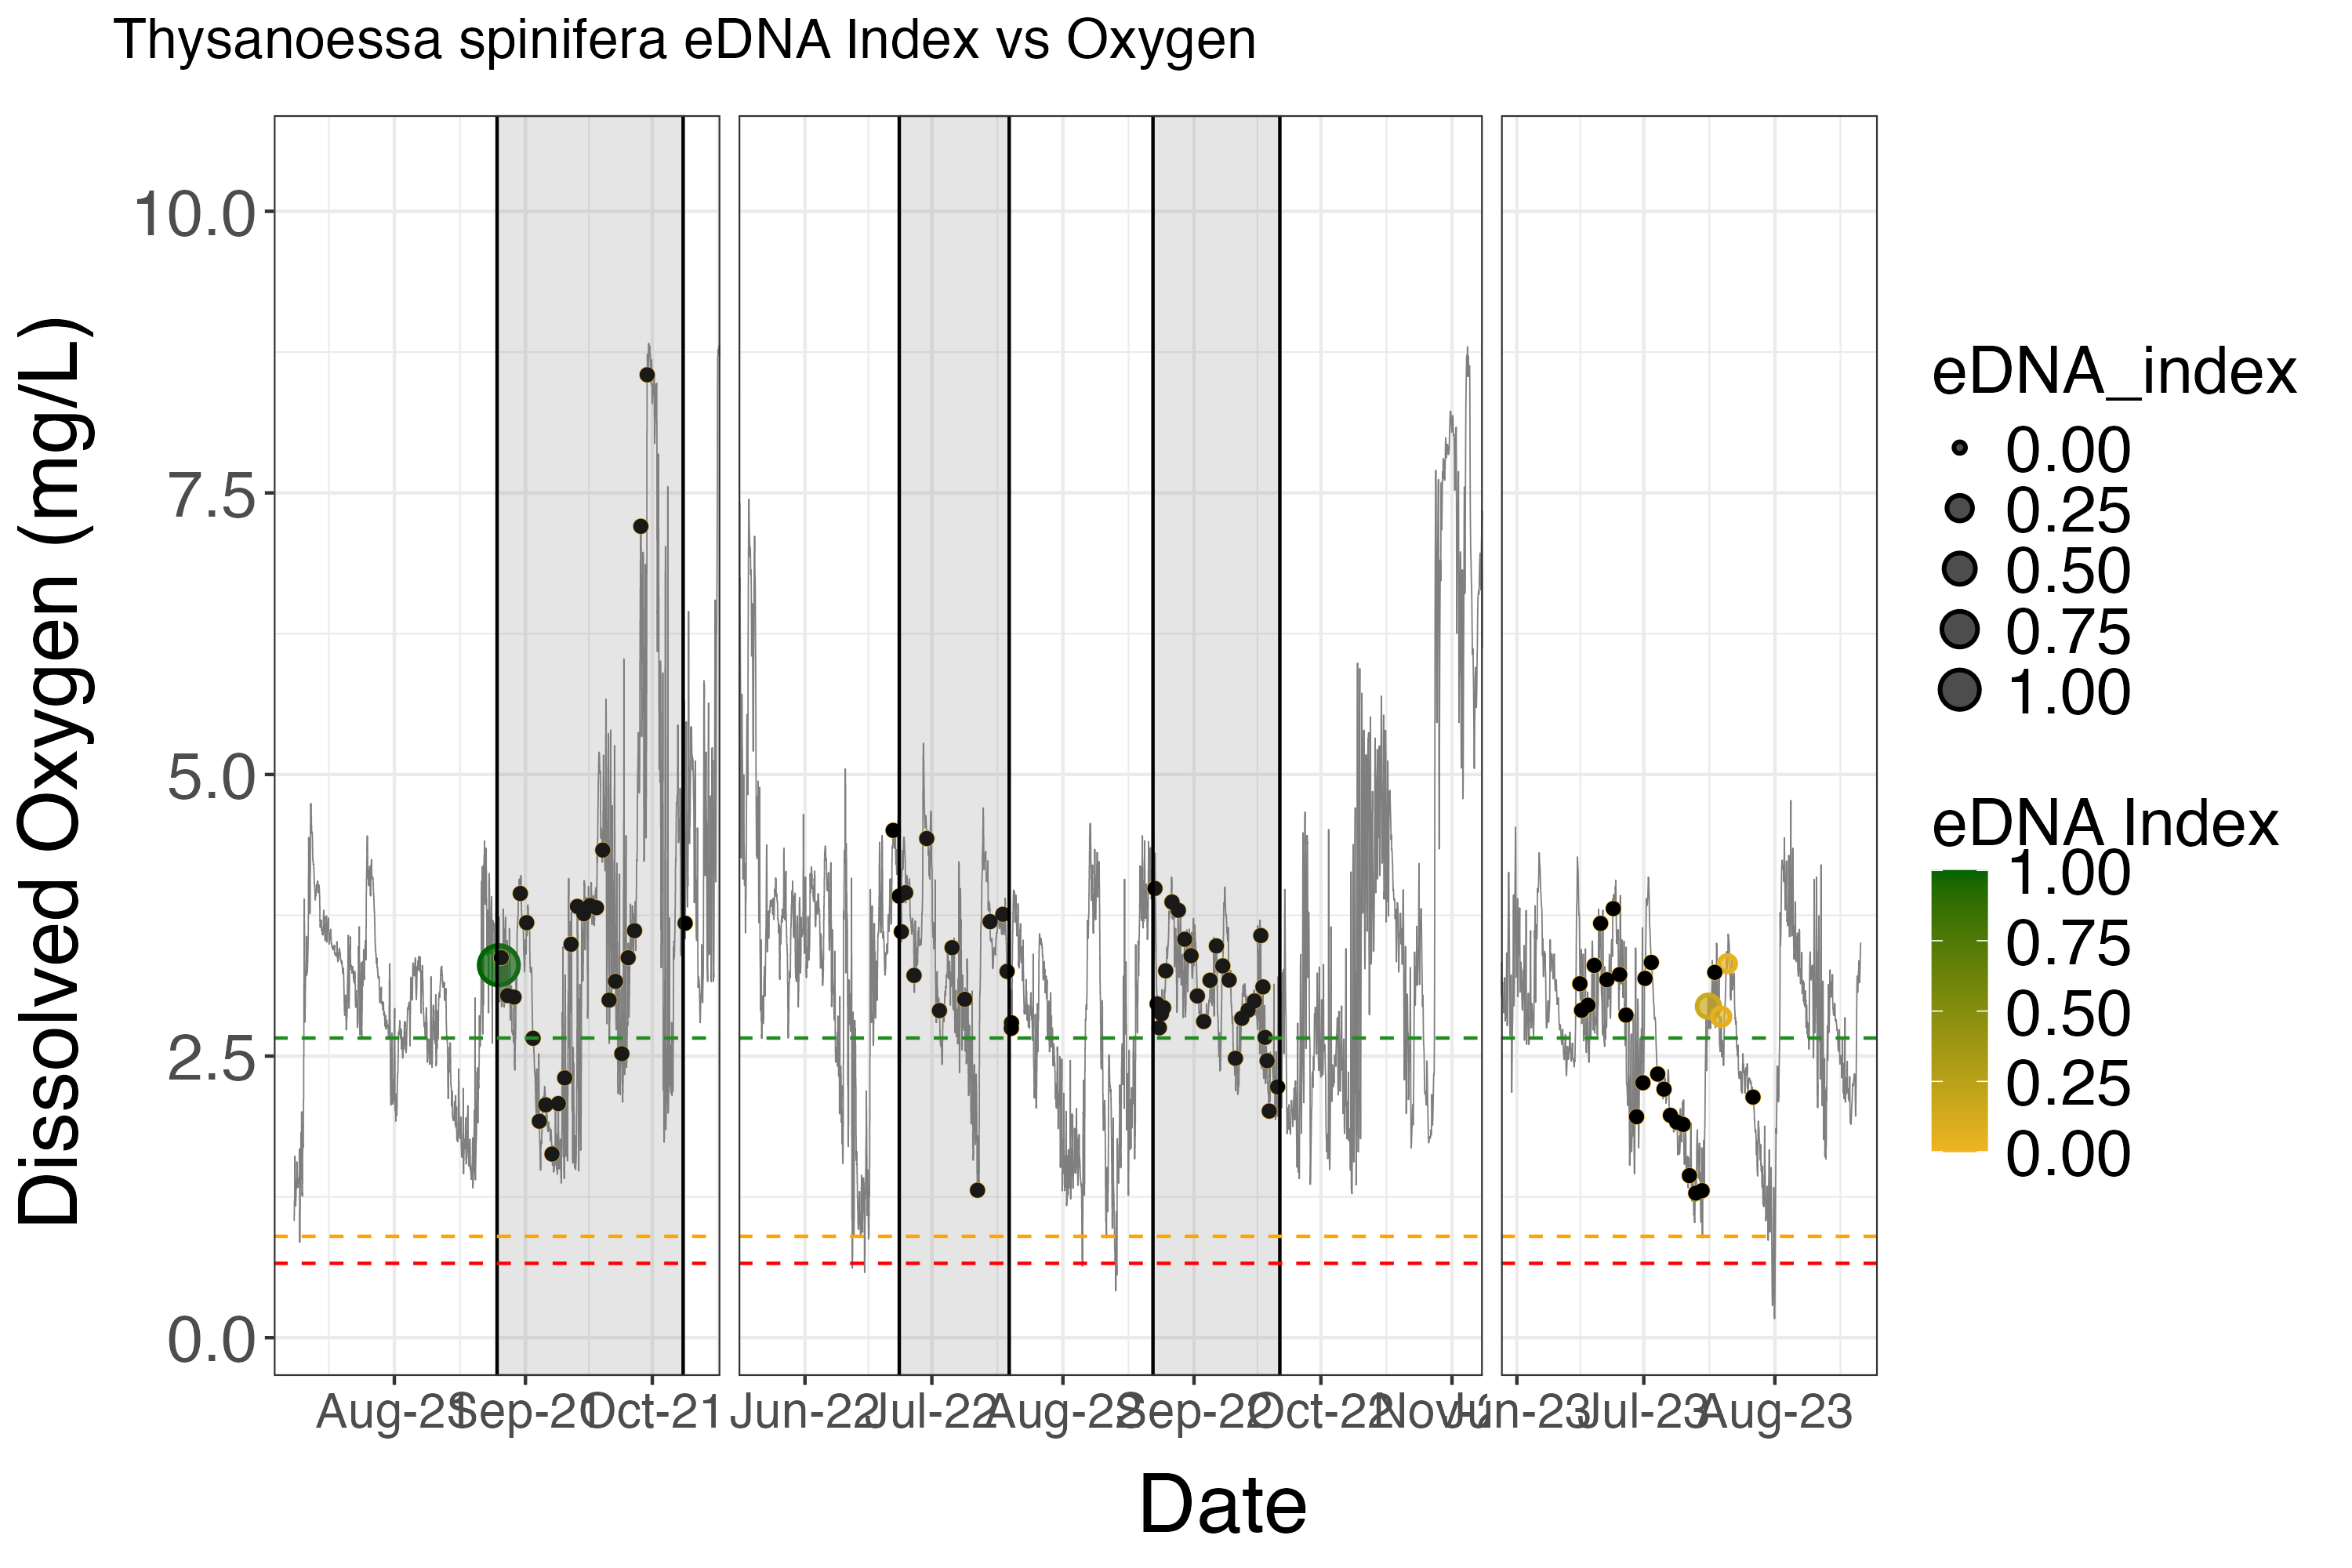 Thysanoessa spinifera eDNA Index vs Oxygen
Dissolved Oxygen (mg/L)
10.0
7.5
5.0
2.5
0.0
Aug-21
Sep-21
Oct-21
Jun-22
Jul-22
Aug-22
Sep-22
Oct-22
Nov-22
Jun-23
Jul-23
Aug-23
Date
eDNA_index
0.00
0.25
0.50
0.75
1.00
eDNA Index
1.00
0.75
0.50
0.25
0.00